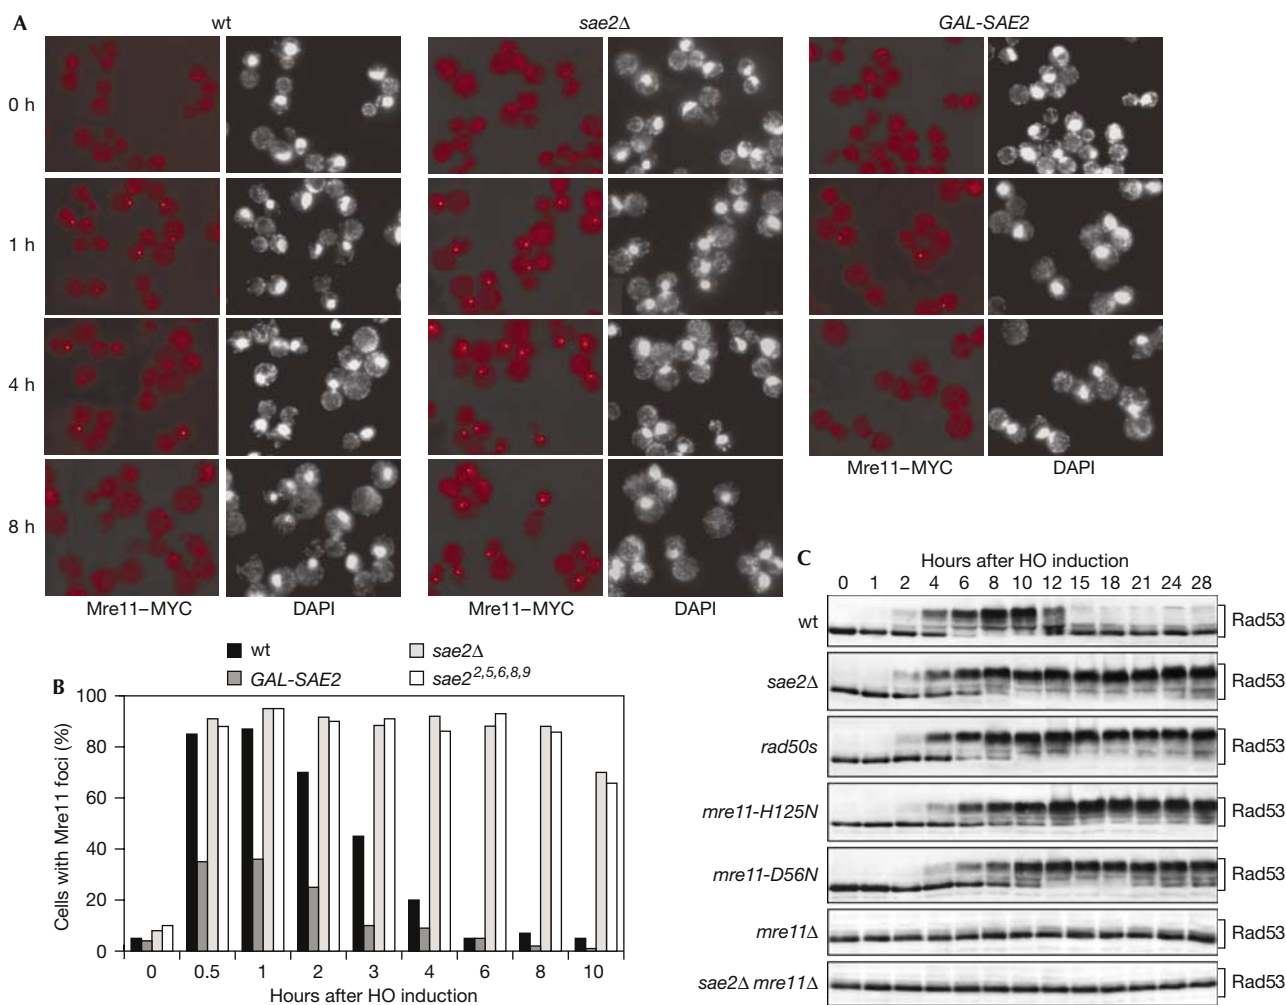 A
wt
sae2Δ
GAL-SAE2
0 h
1 h
4 h
8 h
Mre11–MYC
DAPI
Mre11–MYC
DAPI
Mre11–MYC
DAPI
B
wt
sae2Δ
GAL-SAE2
sae2^2,5,6,8,9
Cells with Mre11 foci (%)
100
80
60
40
20
0
0 0.5 1 2 3 4 6 8 10
Hours after HO induction
C
Hours after HO induction
0 1 2 4 6 8 10 12 15 18 21 24 28
wt Rad53
sae2Δ Rad53
rad50s Rad53
mre11-H125N Rad53
mre11-D56N Rad53
mre11Δ Rad53
sae2Δ mre11Δ Rad53